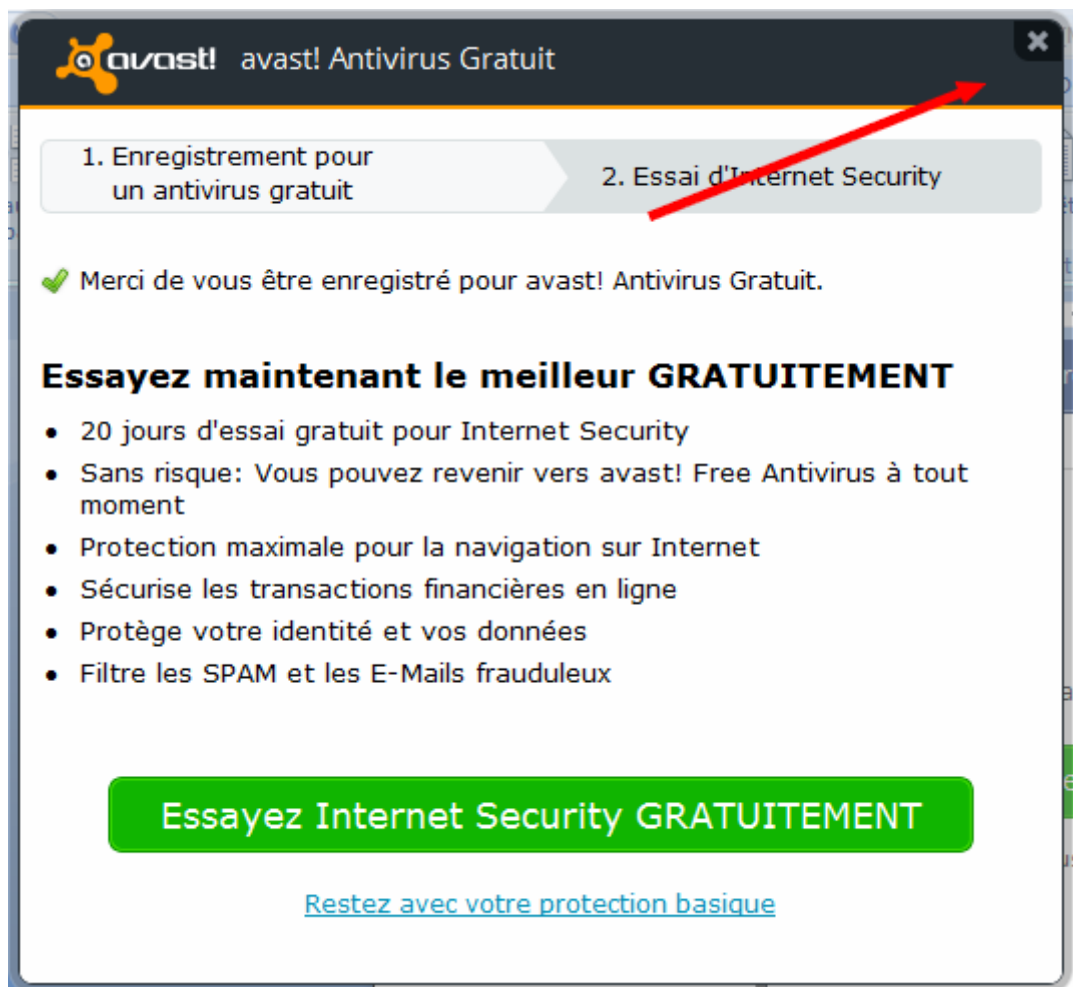 avast! avast! Antivirus Gratuit
1. Enregistrement pour
un antivirus gratuit
2. Essai d'Internet Security
Merci de vous être enregistré pour avast! Antivirus Gratuit.
Essayez maintenant le meilleur GRATUITEMENT
• 20 jours d'essai gratuit pour Internet Security
• Sans risque: Vous pouvez revenir vers avast! Free Antivirus à tout
moment
• Protection maximale pour la navigation sur Internet
• Sécurise les transactions financières en ligne
• Protège votre identité et vos données
• Filtre les SPAM et les E-Mails frauduleux
Essayez Internet Security GRATUITEMENT
Restez avec votre protection basique